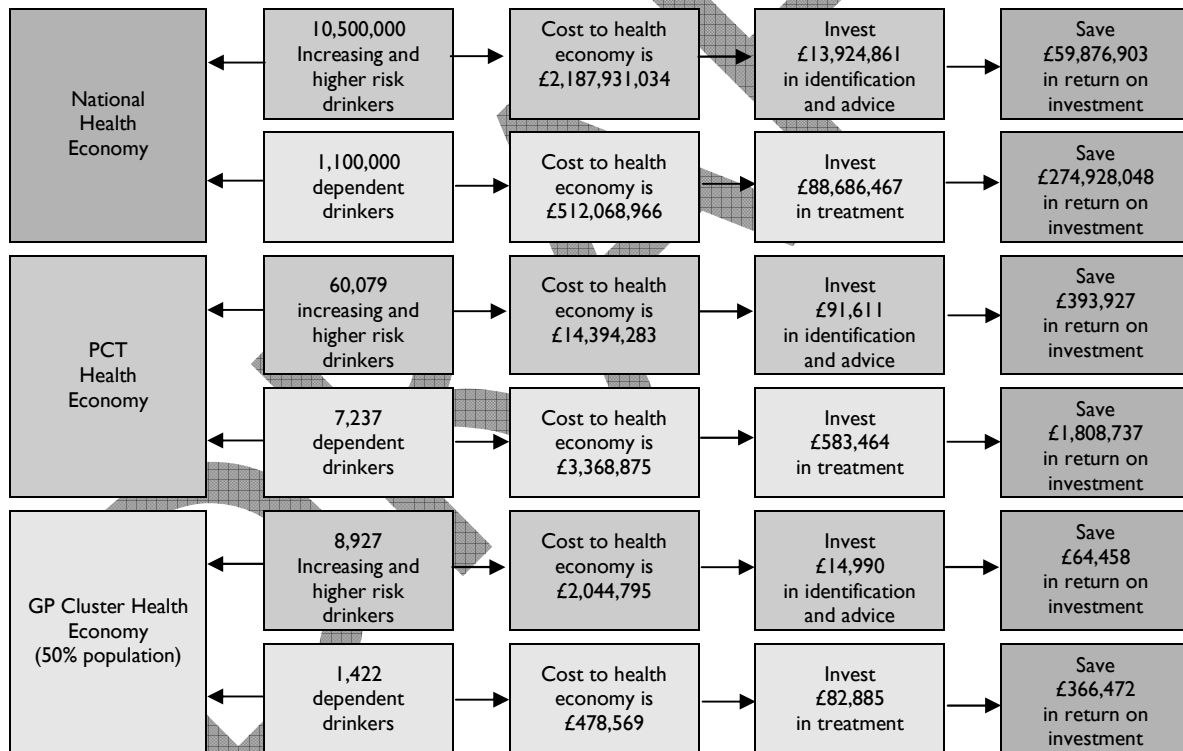 National
Health
Economy
10,500,000
Increasing and
higher risk
drinkers
Cost to health
economy is
£2,187,931,034
Invest
£13,924,861
in identification
and advice
Save
£59,876,903
in return on
investment
1,100,000
dependent
drinkers
Cost to health
economy is
£512,068,966
Invest
£88,686,467
in treatment
Save
£274,928,048
in return on
investment
PCT
Health
Economy
60,079
increasing and
higher risk
drinkers
Cost to health
economy is
£14,394,283
Invest
£91,611
in identification
and advice
Save
£393,927
in return on
investment
7,237
dependent
drinkers
Cost to health
economy is
£3,368,875
Invest
£583,464
in treatment
Save
£1,808,737
in return on
investment
GP Cluster Health
Economy
(50% population)
8,927
Increasing and
higher risk
drinkers
Cost to health
economy is
£2,044,795
Invest
£14,990
in identification
and advice
Save
£64,458
in return on
investment
1,422
dependent
drinkers
Cost to health
economy is
£478,569
Invest
£82,885
in treatment
Save
£366,472
in return on
investment